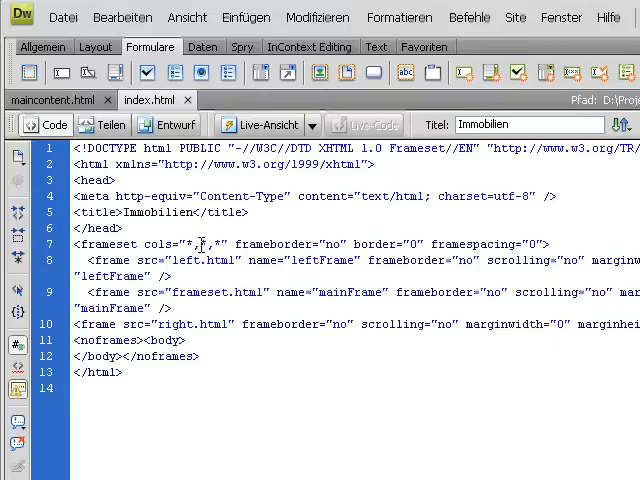 Dw Datei Bearbeiten Ansicht Einfügen Modifizieren Format Befehle Site Fenster Hilfe
Allgemein Layout Formulare Daten Spry InContext Editing Text Favoriten
abc
maincontent.html × index.html × Pfad: D:\Proje
Code Teilen Entwurf Live-Ansicht Live-Code Titel: Immobilien
1 <!DOCTYPE html PUBLIC "-//W3C//DTD XHTML 1.0 Frameset//EN" "http://www.w3.org/TR/
2 <html xmlns="http://www.w3.org/1999/xhtml">
3 <head>
4 <meta http-equiv="Content-Type" content="text/html; charset=utf-8" />
5 <title>Immobilien</title>
6 </head>
7 <frameset cols="*,*,*" frameborder="no" border="0" framespacing="0">
8 <frame src="left.html" name="leftFrame" frameborder="no" scrolling="no" marginw
"leftFrame" />
9 <frame src="frameset.html" name="mainFrame" frameborder="no" scrolling="no" mar
"mainFrame" />
10 <frame src="right.html" frameborder="no" scrolling="no" marginwidth="0" marginhei
11 <noframes><body>
12 </body></noframes>
13 </html>
14